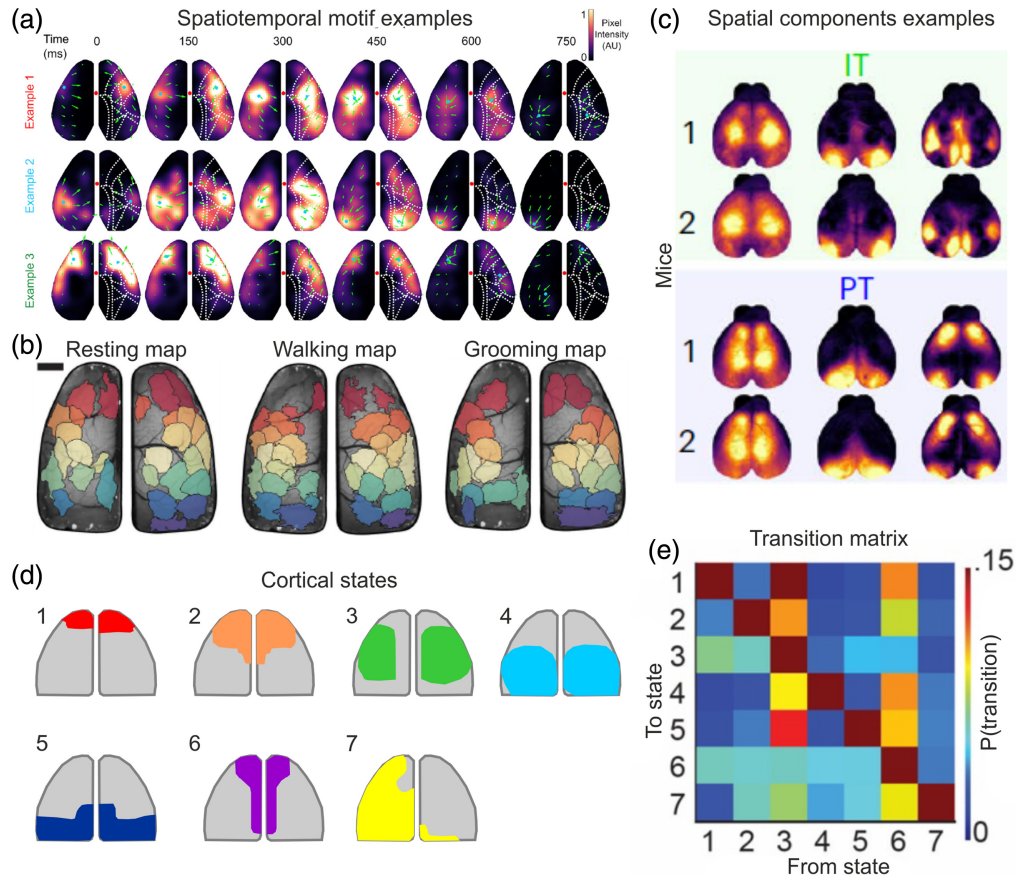 (a)
Spatiotemporal motif examples
1
Pixel
Intensity
(AU)
0
Time
(ms)
0 150 300 450 600 750
Example 1
Example 2
Example 3
(b)
Resting map Walking map Grooming map
(c)
Spatial components examples
IT
1
2
Mice
PT
1
2
(d)
Cortical states
1 2 3 4
5 6 7
(e)
Transition matrix
.15
P(transition)
0
To state
1
2
3
4
5
6
7
1 2 3 4 5 6 7
From state